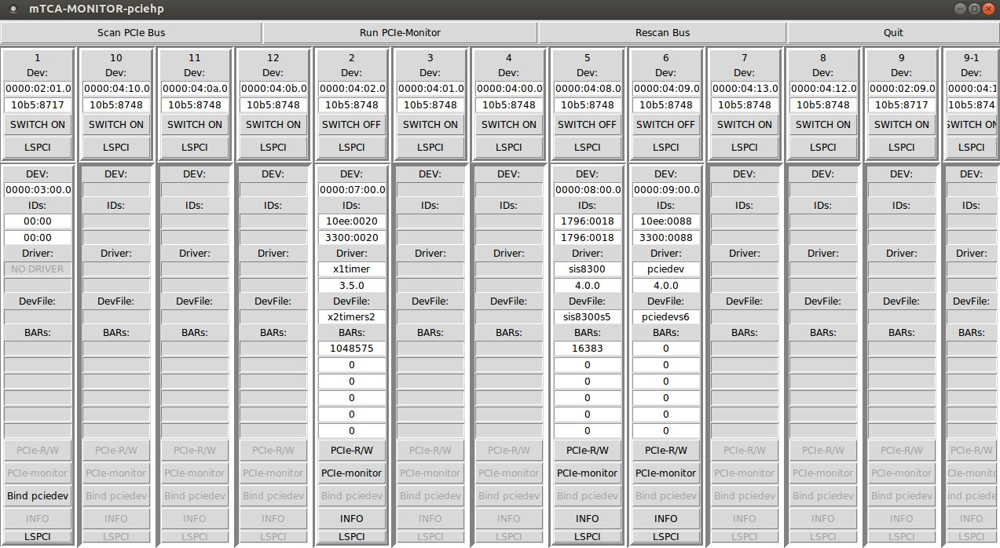 mTCA-MONITOR-pciehp
Scan PCIe Bus Run PCIe-Monitor Rescan Bus Quit
1 10 11 12 2 3 4 5 6 7 8 9 9-1
Dev: Dev: Dev: Dev: Dev: Dev: Dev: Dev: Dev: Dev: Dev: Dev: Dev:
0000:02:01.0 0000:04:10.0 0000:04:0a.0 0000:04:0b.0 0000:04:02.0 0000:04:01.0 0000:04:00.0 0000:04:08.0 0000:04:09.0 0000:04:13.0 0000:04:12.0 0000:02:09.0 0000:04:1
10b5:8717 10b5:8748 10b5:8748 10b5:8748 10b5:8748 10b5:8748 10b5:8748 10b5:8748 10b5:8748 10b5:8748 10b5:8748 10b5:8717 10b5:874
SWITCH ON SWITCH ON SWITCH ON SWITCH ON SWITCH OFF SWITCH ON SWITCH ON SWITCH OFF SWITCH OFF SWITCH ON SWITCH ON SWITCH ON SWITCH ON
LSPCI LSPCI LSPCI LSPCI LSPCI LSPCI LSPCI LSPCI LSPCI LSPCI LSPCI LSPCI LSPCI
DEV: DEV: DEV: DEV: DEV: DEV: DEV: DEV: DEV: DEV: DEV: DEV: DEV:
0000:03:00.0 0000:07:00.0 0000:08:00.0 0000:09:00.0
IDs: IDs: IDs: IDs: IDs: IDs: IDs: IDs: IDs: IDs: IDs: IDs: IDs:
00:00 10ee:0020 1796:0018 10ee:0088
00:00 3300:0020 1796:0018 3300:0088
Driver: Driver: Driver: Driver: Driver: Driver: Driver: Driver: Driver: Driver: Driver: Driver: Driver:
NO DRIVER x1timer sis8300 pciedev
3.5.0 4.0.0 4.0.0
DevFile: DevFile: DevFile: DevFile: DevFile: DevFile: DevFile: DevFile: DevFile: DevFile: DevFile: DevFile: DevFile:
x2timers2 sis8300s5 pciedevs6
BARs: BARs: BARs: BARs: BARs: BARs: BARs: BARs: BARs: BARs: BARs: BARs: BARs:
1048575 16383 0
0 0 0
0 0 0
0 0 0
0 0 0
0 0 0
PCIe-R/W PCIe-R/W PCIe-R/W PCIe-R/W PCIe-R/W PCIe-R/W PCIe-R/W PCIe-R/W PCIe-R/W PCIe-R/W PCIe-R/W PCIe-R/W PCIe-R/W
PCIe-monitor PCIe-monitor PCIe-monitor PCIe-monitor PCIe-monitor PCIe-monitor PCIe-monitor PCIe-monitor PCIe-monitor PCIe-monitor PCIe-monitor PCIe-monitor CIe-monito
Bind pciedev Bind pciedev Bind pciedev Bind pciedev Bind pciedev Bind pciedev Bind pciedev Bind pciedev Bind pciedev Bind pciedev Bind pciedev Bind pciedev ind pciede
INFO INFO INFO INFO INFO INFO INFO INFO INFO INFO INFO INFO INFO
LSPCI LSPCI LSPCI LSPCI LSPCI LSPCI LSPCI LSPCI LSPCI LSPCI LSPCI LSPCI LSPCI